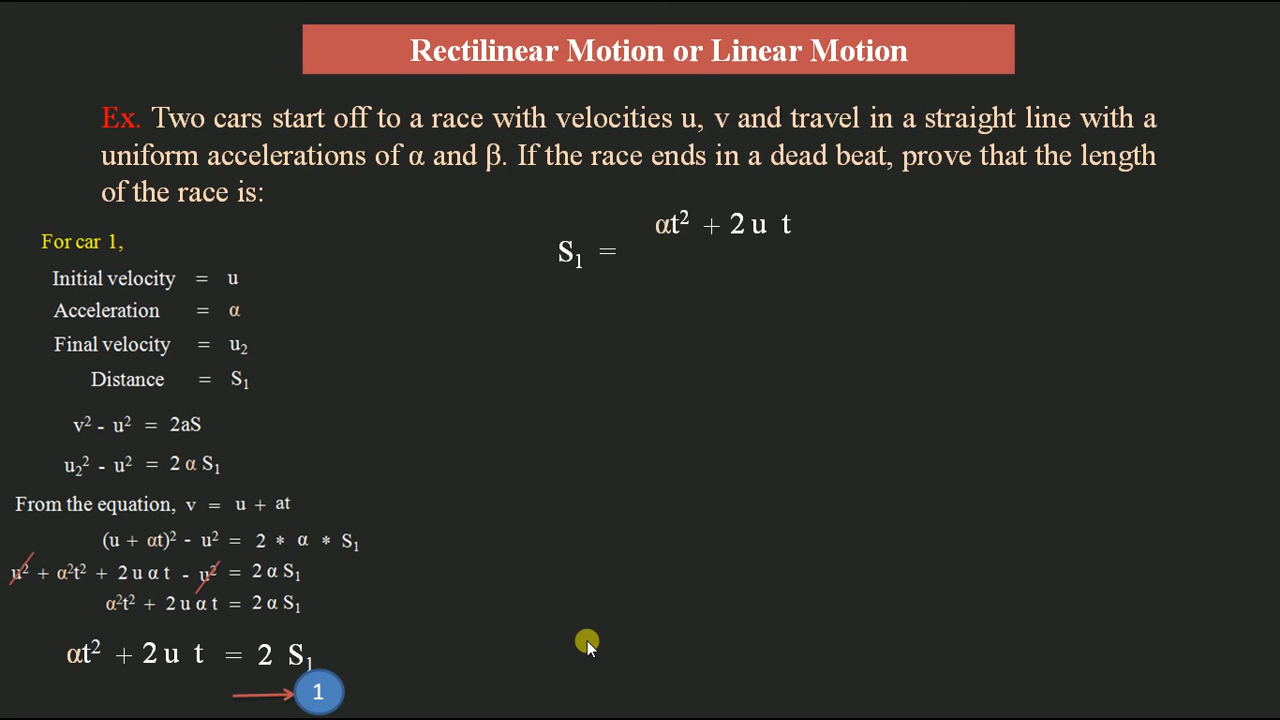 Rectilinear Motion or Linear Motion
Ex. Two cars start off to a race with velocities u, v and travel in a straight line with a
uniform accelerations of α and β. If the race ends in a dead beat, prove that the length
of the race is:
αt² + 2 u t
S₁ =
For car 1,
Initial velocity = u
Acceleration = α
Final velocity = u₂
Distance = S₁
v² - u² = 2aS
u₂² - u² = 2 α S₁
From the equation, v = u + at
(u + αt)² - u² = 2 * α * S₁
u² + α²t² + 2 u α t - u² = 2 α S₁
α²t² + 2 u α t = 2 α S₁
αt² + 2 u t = 2 S₁
1